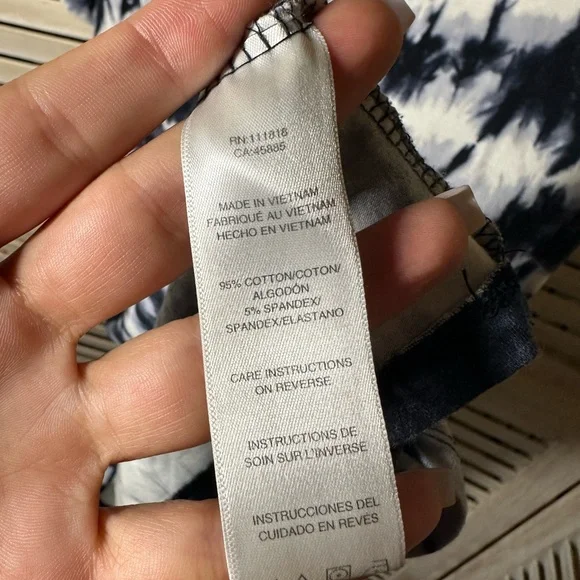 RN:111818
CA:45885
MADE IN VIETNAM
FABRIQUÉ AU VIETNAM
HECHO EN VIETNAM
95% COTTON/COTON/
ALGODÓN
5% SPANDEX/
SPANDEX/ELASTANO
CARE INSTRUCTIONS
ON REVERSE
INSTRUCTIONS DE
SOIN SUR L'INVERSE
INSTRUCCIONES DEL
CUIDADO EN REVÉS